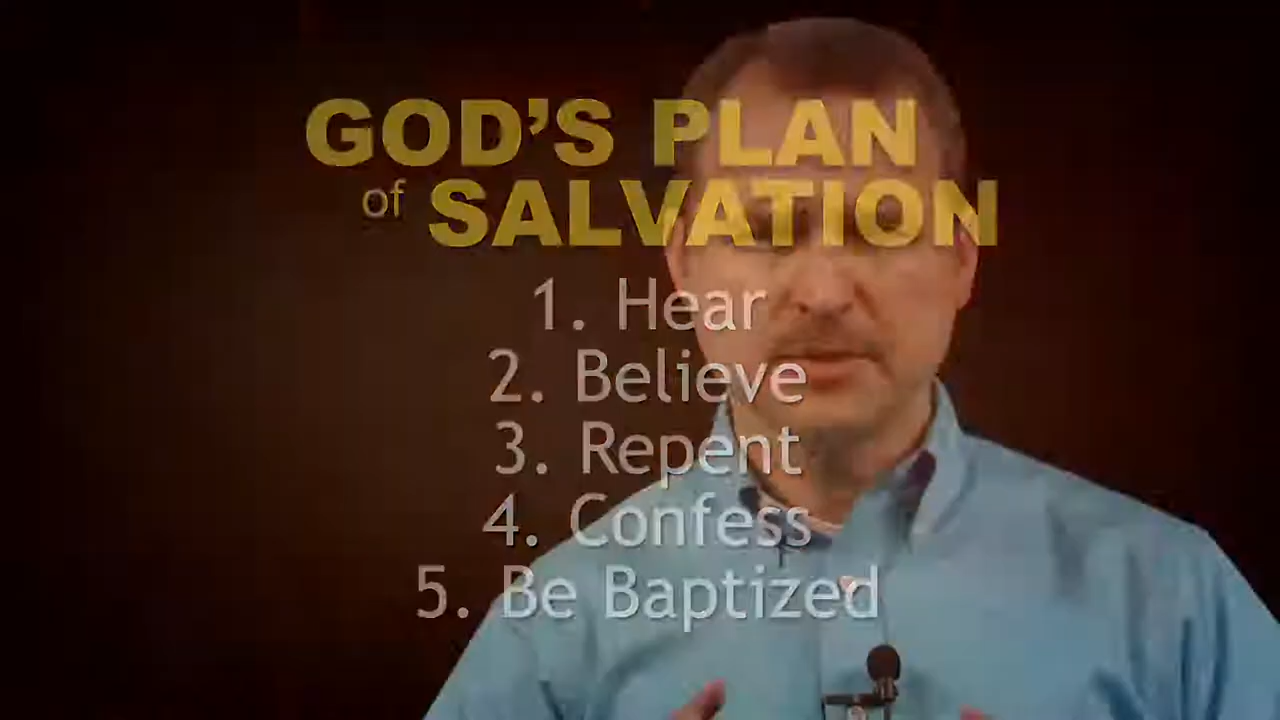 GOD'S PLAN
of SALVATION
1. Hear
2. Believe
3. Repent
4. Confess
5. Be Baptized